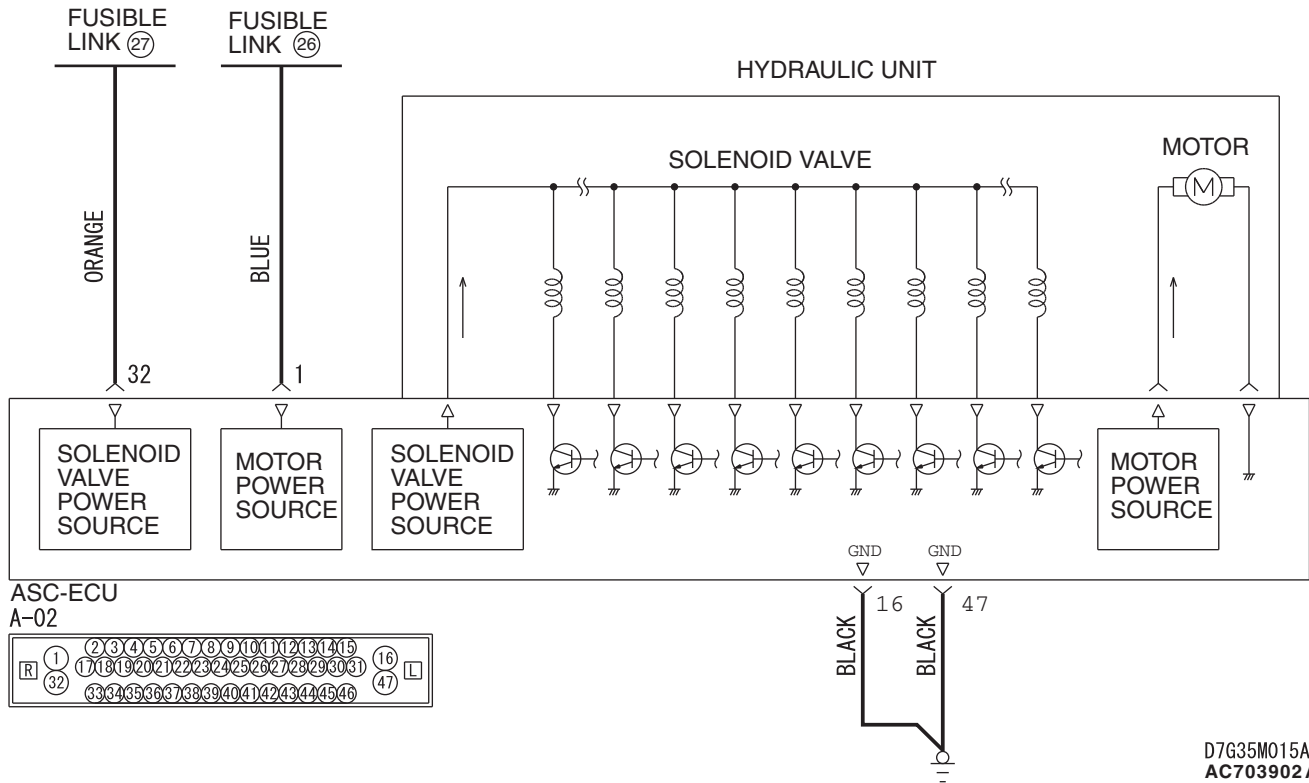 FUSIBLE
LINK 27
FUSIBLE
LINK 26
HYDRAULIC UNIT
SOLENOID VALVE
MOTOR
M
ORANGE
BLUE
32
1
SOLENOID
VALVE
POWER
SOURCE
MOTOR
POWER
SOURCE
SOLENOID
VALVE
POWER
SOURCE
MOTOR
POWER
SOURCE
GND
GND
16
47
BLACK
BLACK
ASC-ECU
A-02
R
1
2 3 4 5 6 7 8 9 10 11 12 13 14 15
16
L
17 18 19 20 21 22 23 24 25 26 27 28 29 30 31
32
47
33 34 35 36 37 38 39 40 41 42 43 44 45 46
D7G35M015A
AC703902A